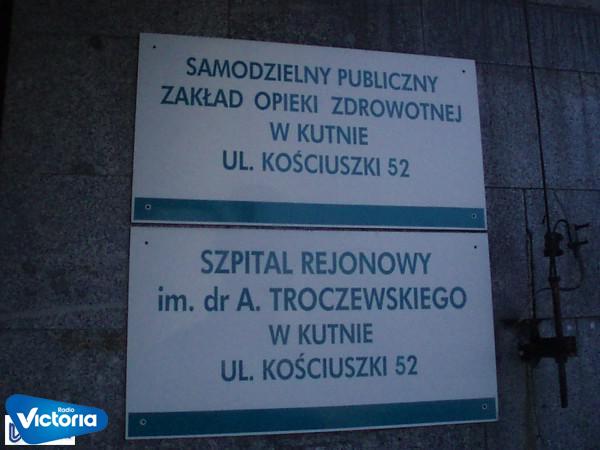 SAMODZIELNY PUBLICZNY
ZAKŁAD OPIEKI ZDROWOTNEJ
W KUTNIE
UL. KOŚCIUSZKI 52
SZPITAL REJONOWY
im. dr A. TROCZEWSKIEGO
W KUTNIE
UL. KOŚCIUSZKI 52
Radio
Victoria